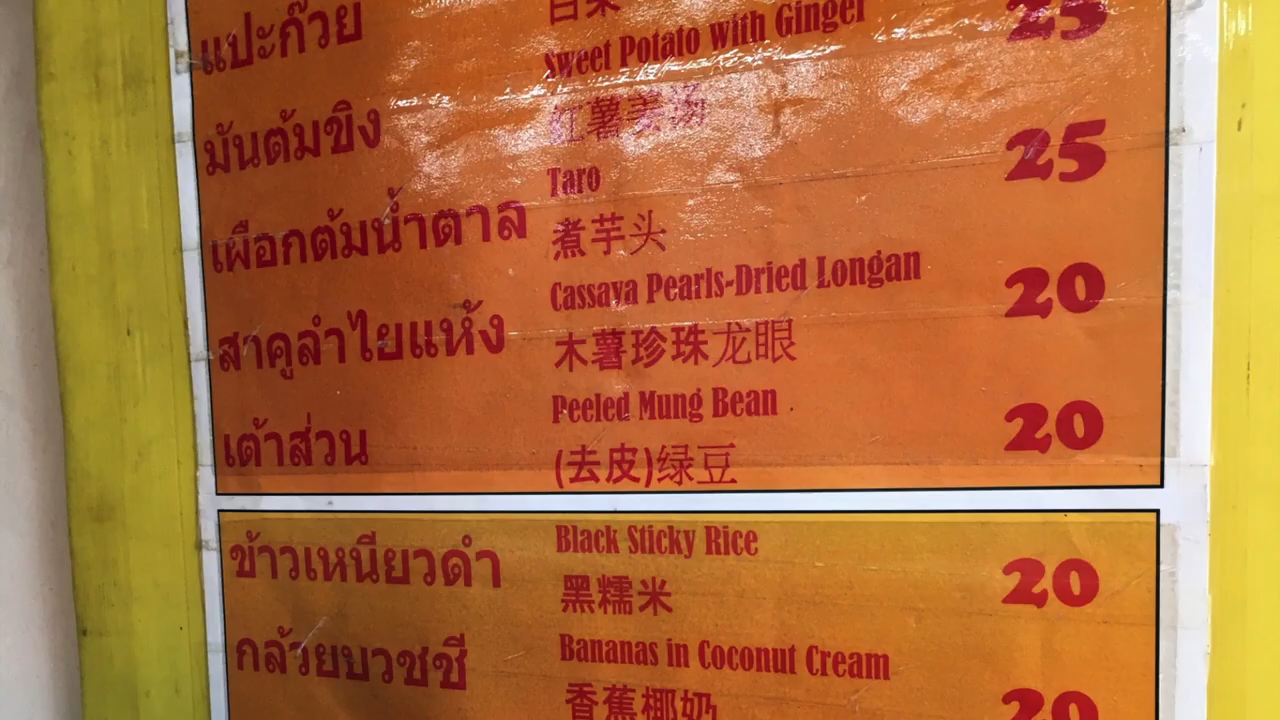 แปะก๊วย
白果
25
Sweet Potato with Ginger
มันต้มขิง
红薯姜汤
25
Taro
เผือกต้มน้ำตาล
煮芋头
20
Cassava Pearls-Dried Longan
สาคูลำไยแห้ง
木薯珍珠龙眼
20
Peeled Mung Bean
เต้าส่วน
(去皮)绿豆
Black Sticky Rice
ข้าวเหนียวดำ
黑糯米
20
Bananas in Coconut Cream
กล้วยบวชชี
香蕉椰奶
20